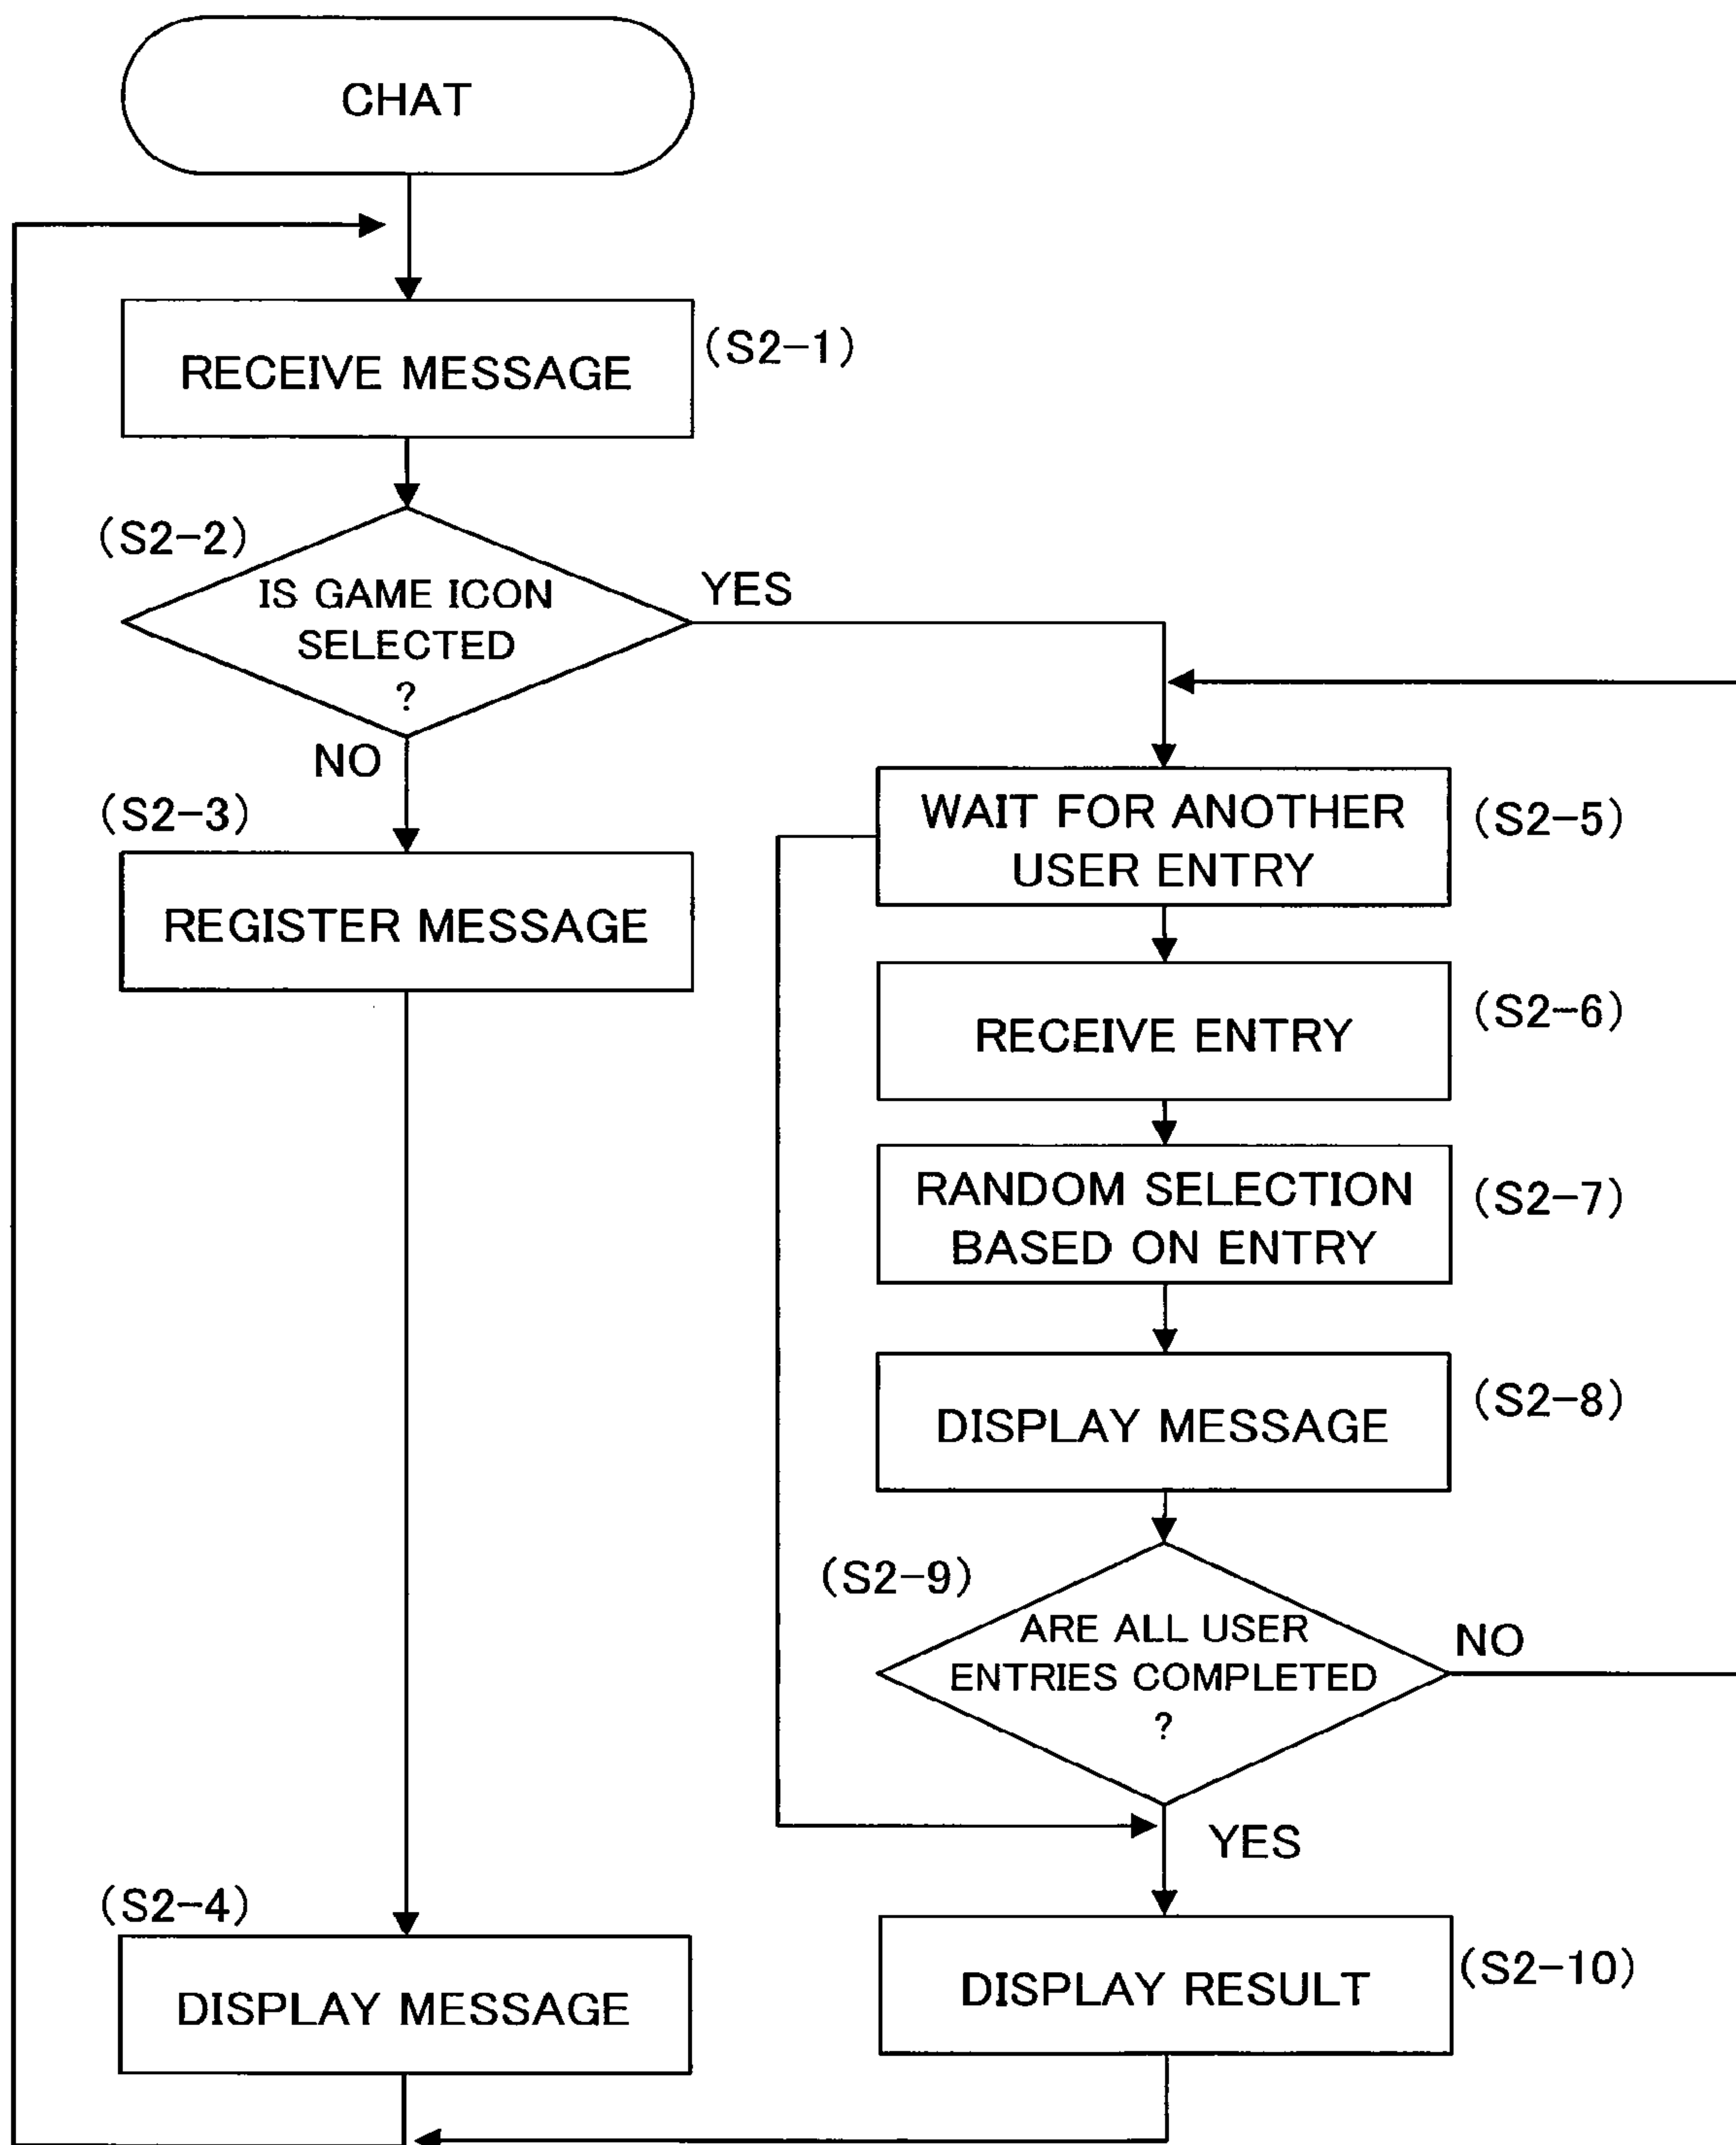 CHAT
RECEIVE MESSAGE
(S2-1)
(S2-2)
IS GAME ICON
SELECTED
?
YES
NO
(S2-3)
REGISTER MESSAGE
WAIT FOR ANOTHER
USER ENTRY
(S2-5)
RECEIVE ENTRY
(S2-6)
RANDOM SELECTION
BASED ON ENTRY
(S2-7)
DISPLAY MESSAGE
(S2-8)
(S2-9)
ARE ALL USER
ENTRIES COMPLETED
?
NO
YES
(S2-4)
DISPLAY MESSAGE
DISPLAY RESULT
(S2-10)